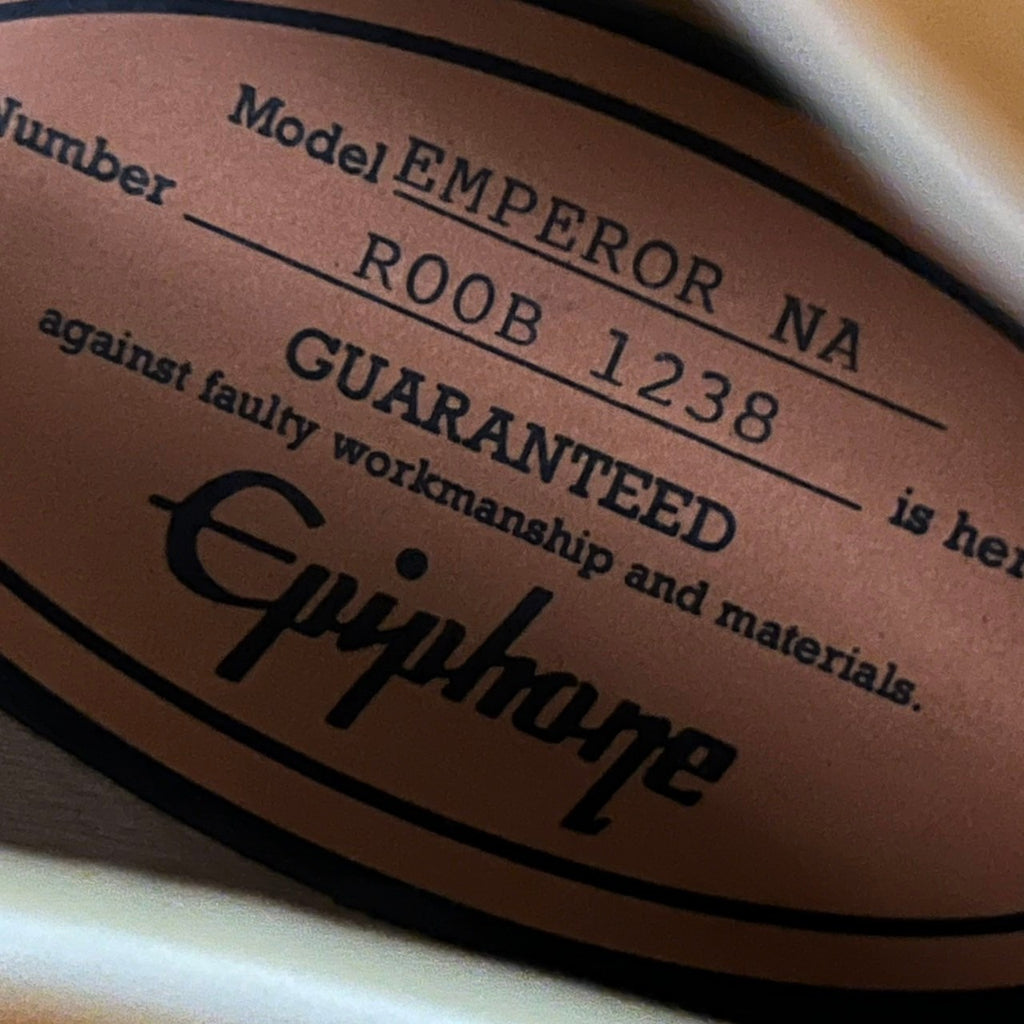 Model EMPEROR NA
Number R00B 1238 is her
GUARANTEED
against faulty workmanship and materials.
Epiphone